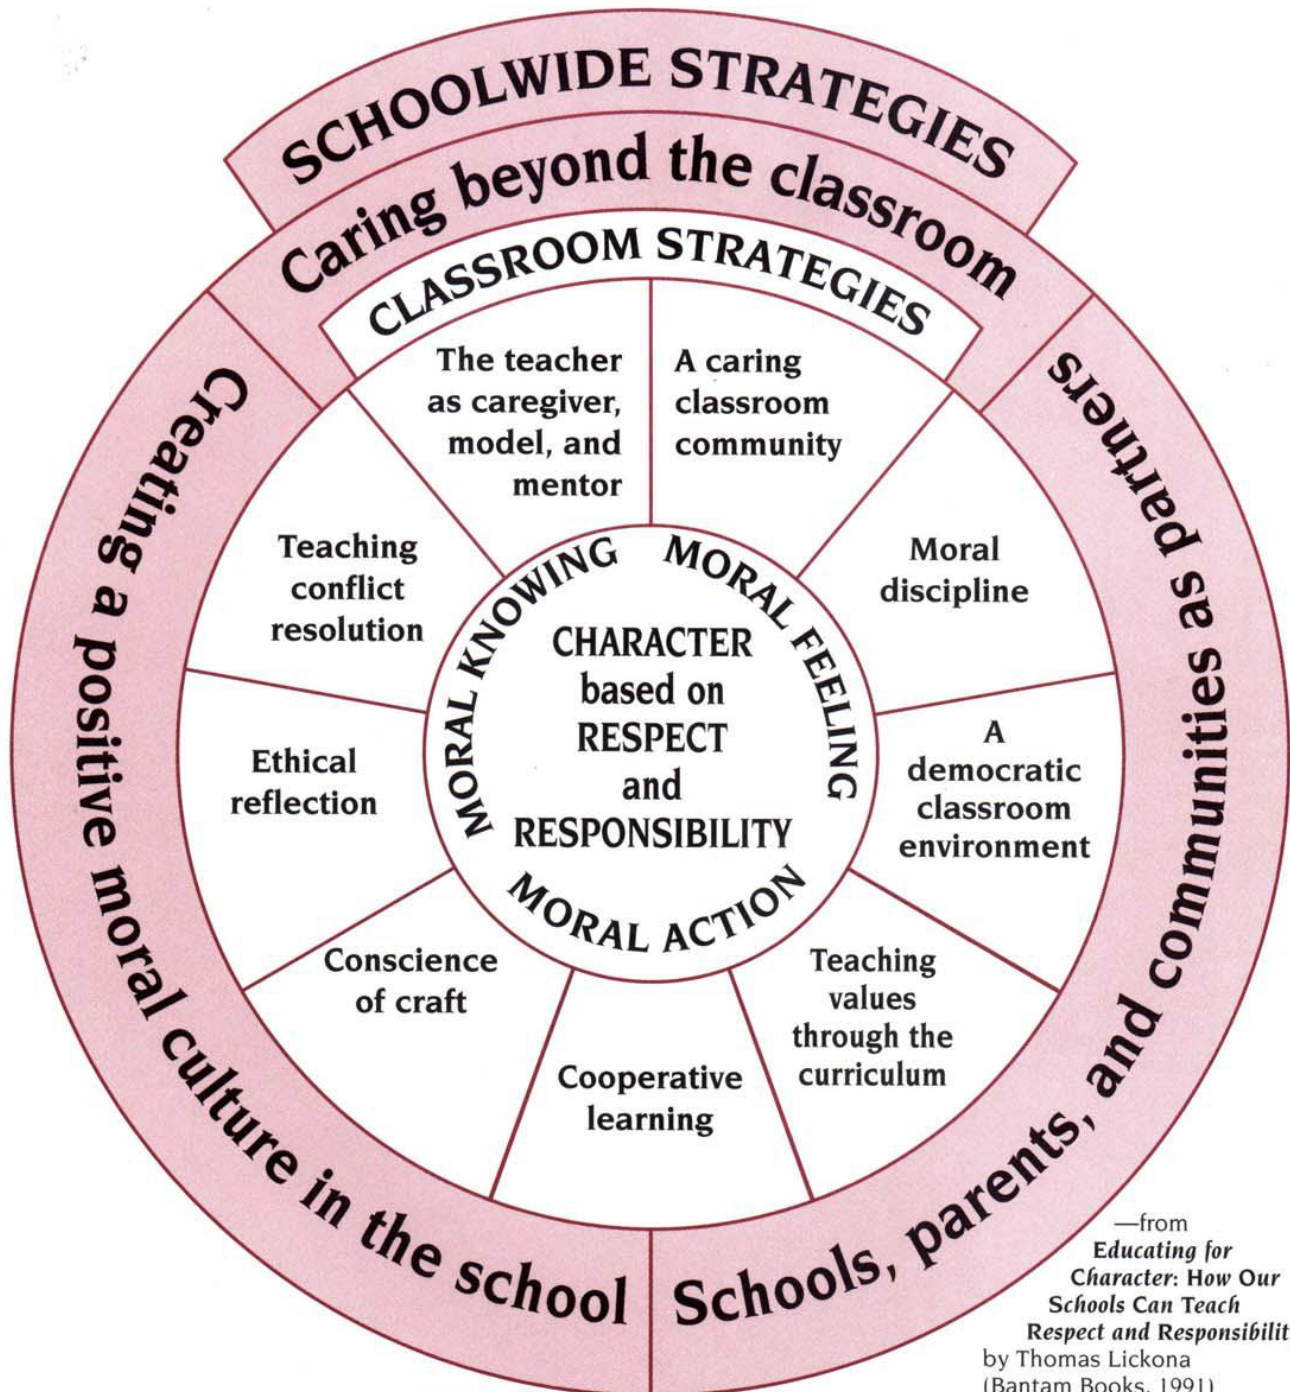 SCHOOLWIDE STRATEGIES
Caring beyond the classroom
CLASSROOM STRATEGIES
The teacher
as caregiver,
model, and
mentor
A caring
classroom
community
Moral
discipline
A
democratic
classroom
environment
Teaching
values
through the
curriculum
Cooperative
learning
Conscience
of craft
Ethical
reflection
Teaching
conflict
resolution
MORAL KNOWING
MORAL FEELING
MORAL ACTION
CHARACTER
based on
RESPECT
and
RESPONSIBILITY
Creating a positive moral culture in the school
Schools, parents, and communities as partners
—from
Educating for
Character: How Our
Schools Can Teach
Respect and Responsibilit
by Thomas Lickona
(Bantam Books, 1991)